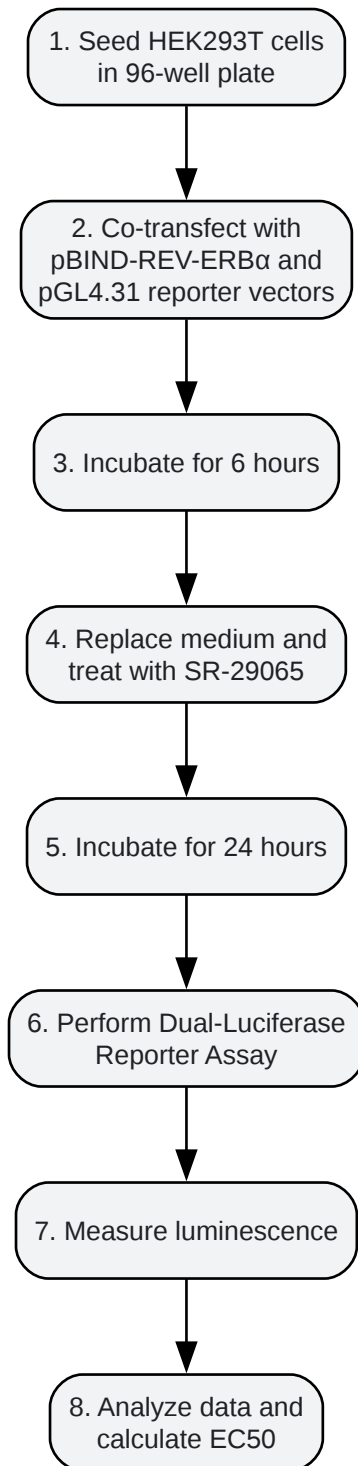 1. Seed HEK293T cells
in 96-well plate
2. Co-transfect with
pBIND-REV-ERBα and
pGL4.31 reporter vectors
3. Incubate for 6 hours
4. Replace medium and
treat with SR-29065
5. Incubate for 24 hours
6. Perform Dual-Luciferase
Reporter Assay
7. Measure luminescence
8. Analyze data and
calculate EC50